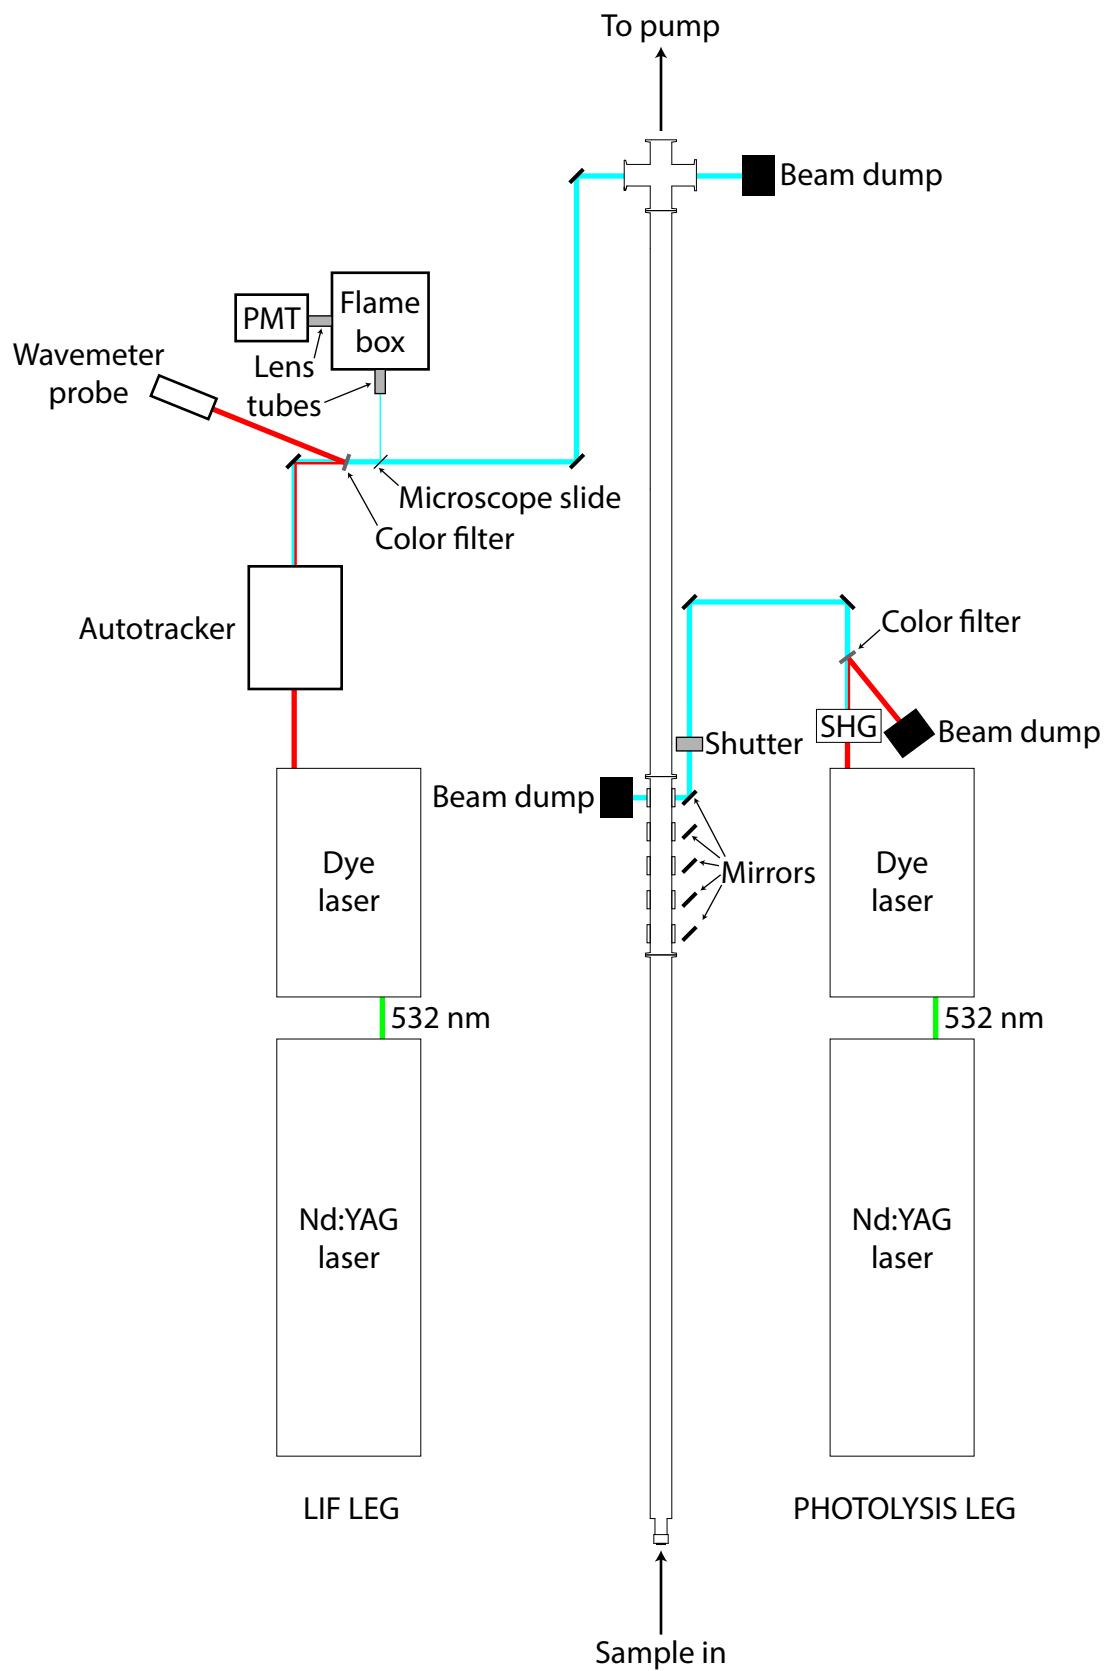 To pump
Beam dump
Flame
box
PMT
Lens
tubes
Wavemeter
probe
Microscope slide
Color filter
Autotracker
Color filter
SHG
Beam dump
Shutter
Beam dump
Mirrors
Dye
laser
Dye
laser
532 nm
532 nm
Nd:YAG
laser
Nd:YAG
laser
LIF LEG
PHOTOLYSIS LEG
Sample in